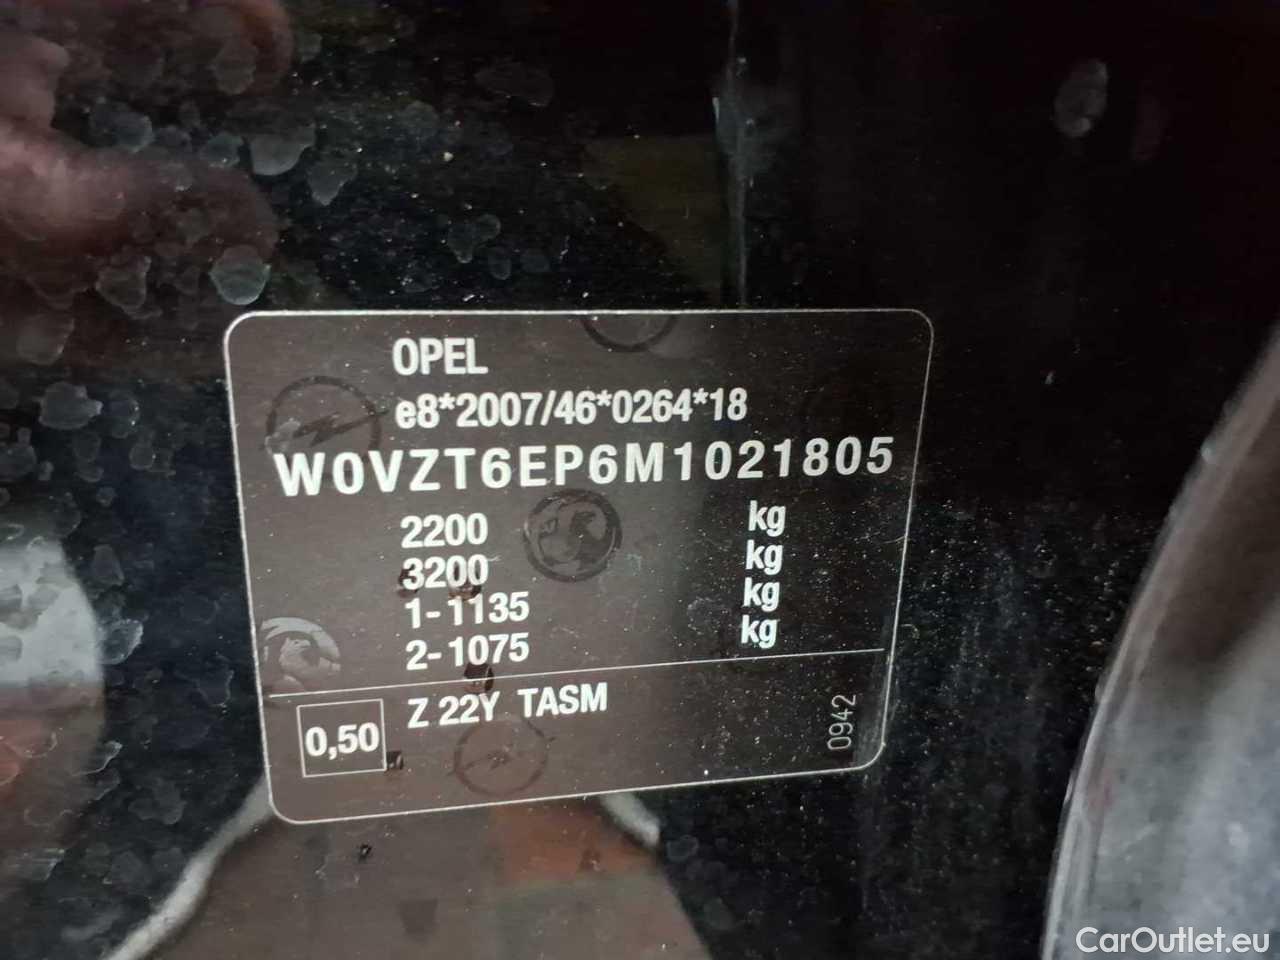 OPEL
e8*2007/46*0264*18
W0VZT6EP6M1021805
2200 kg
3200 kg
1-1135 kg
2-1075 kg
0,50 Z 22Y TASM
0942
CarOutlet.eu